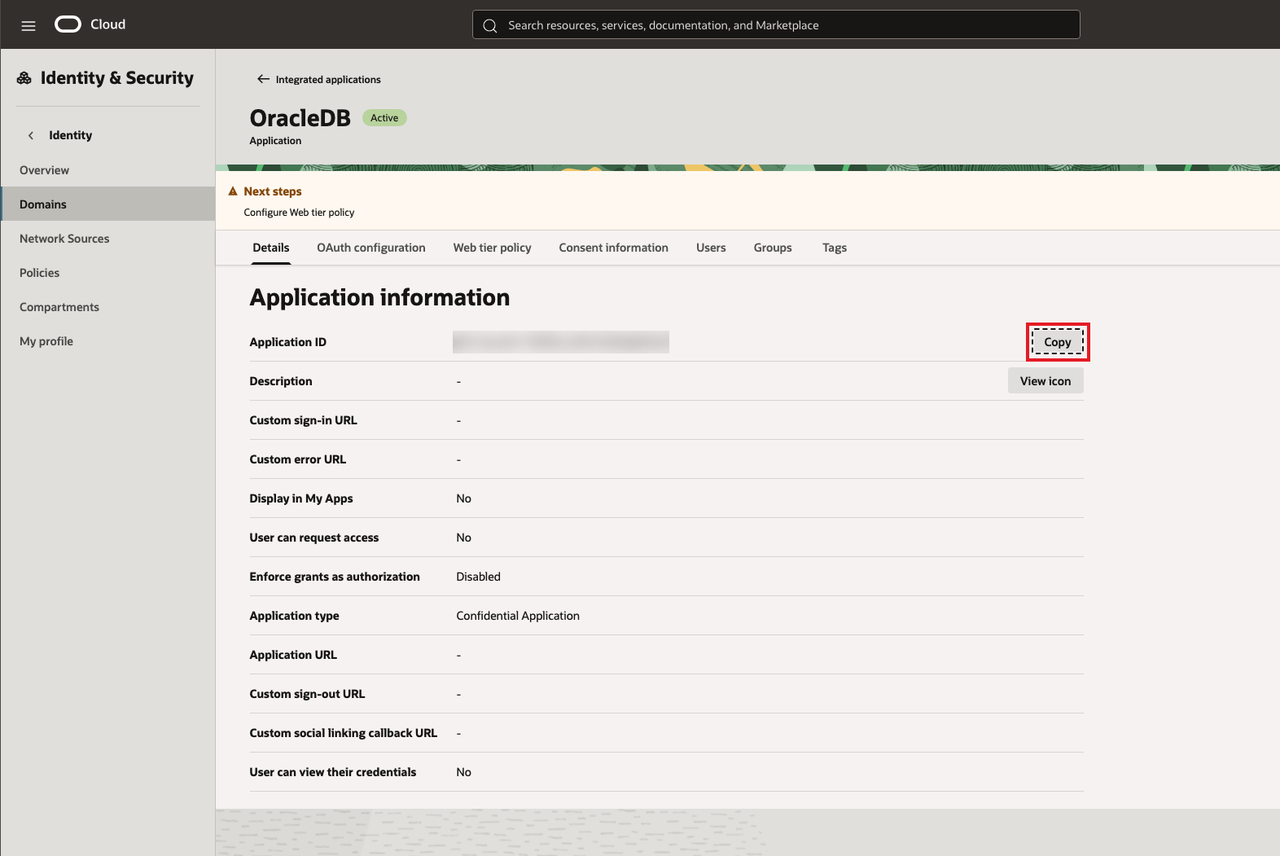 Cloud
Search resources, services, documentation, and Marketplace
Identity & Security
Identity
Overview
Domains
Network Sources
Policies
Compartments
My profile
Integrated applications
OracleDB Active
Application
Next steps
Configure Web tier policy
Details OAuth configuration Web tier policy Consent information Users Groups Tags
Application information
Application ID Copy
Description - View icon
Custom sign-in URL -
Custom error URL -
Display in My Apps No
User can request access No
Enforce grants as authorization Disabled
Application type Confidential Application
Application URL -
Custom sign-out URL -
Custom social linking callback URL -
User can view their credentials No